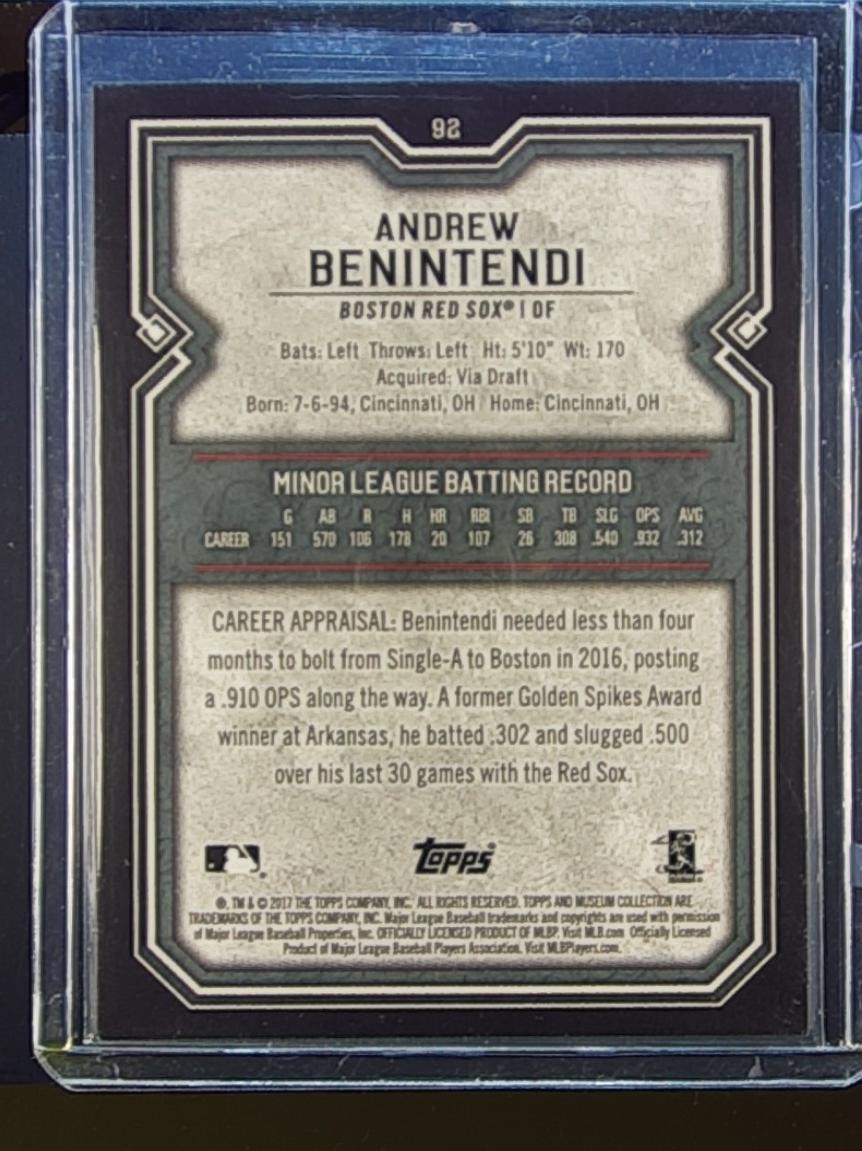 92
ANDREW
BENINTENDI
BOSTON RED SOX® | OF
Bats: Left Throws: Left Ht: 5'10" Wt: 170
Acquired: Via Draft
Born: 7-6-94, Cincinnati, OH Home: Cincinnati, OH
MINOR LEAGUE BATTING RECORD
G AB R H HR RBI SB TB SLG OPS AVG
CAREER 151 570 106 178 20 107 26 308 .540 .932 .312
CAREER APPRAISAL: Benintendi needed less than four
months to bolt from Single-A to Boston in 2016, posting
a .910 OPS along the way. A former Golden Spikes Award
winner at Arkansas, he batted .302 and slugged .500
over his last 30 games with the Red Sox.
Topps
®, TM & © 2017 THE TOPPS COMPANY, INC. ALL RIGHTS RESERVED. TOPPS AND MUSEUM COLLECTION ARE
TRADEMARKS OF THE TOPPS COMPANY, INC. Major League Baseball trademarks and copyrights are used with permission
of Major League Baseball Properties, Inc. OFFICIALLY LICENSED PRODUCT OF MLBP. Visit MLB.com Officially Licensed
Product of Major League Baseball Players Association. Visit MLBPlayers.com.